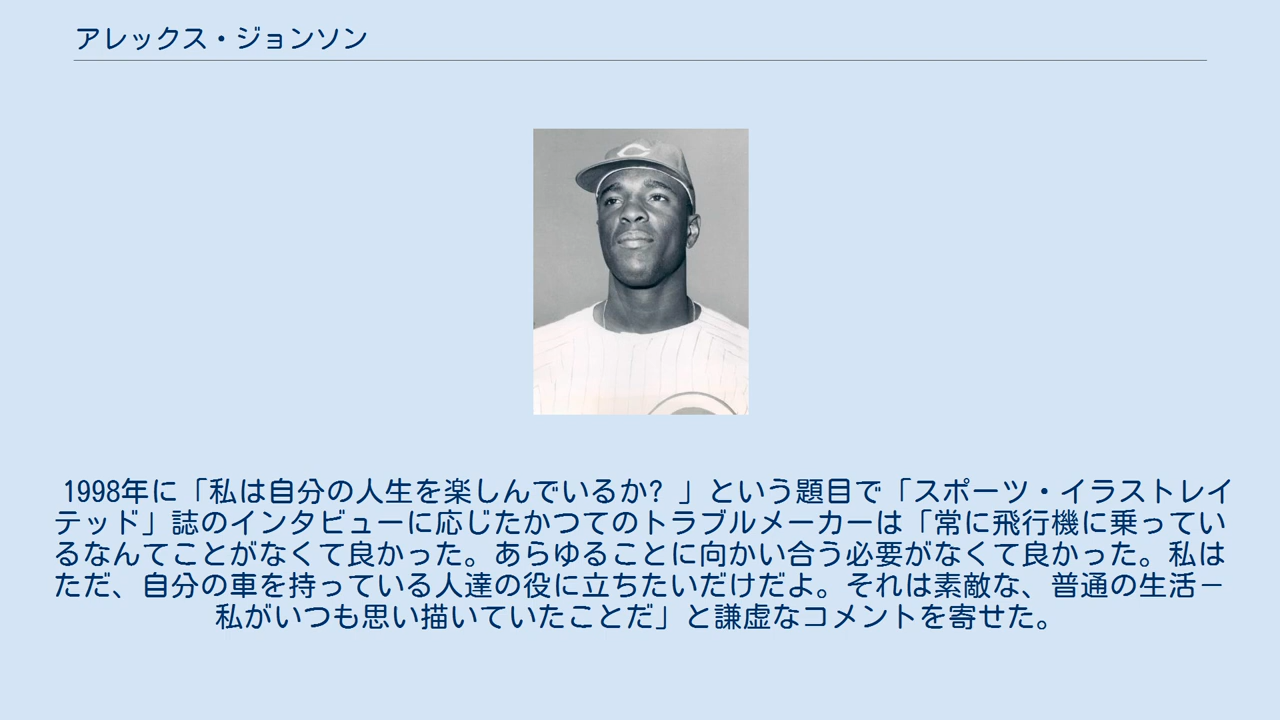 アレックス・ジョンソン
1998年に「私は自分の人生を楽しんでいるか？」という題目で「スポーツ・イラストレイ
テッド」誌のインタビューに応じたかつてのトラブルメーカーは「常に飛行機に乗ってい
るなんてことがなくて良かった。あらゆることに向かい合う必要がなくて良かった。私は
ただ、自分の車を持っている人達の役に立ちたいだけだよ。それは素敵な、普通の生活－
私がいつも思い描いていたことだ」と謙虚なコメントを寄せた。